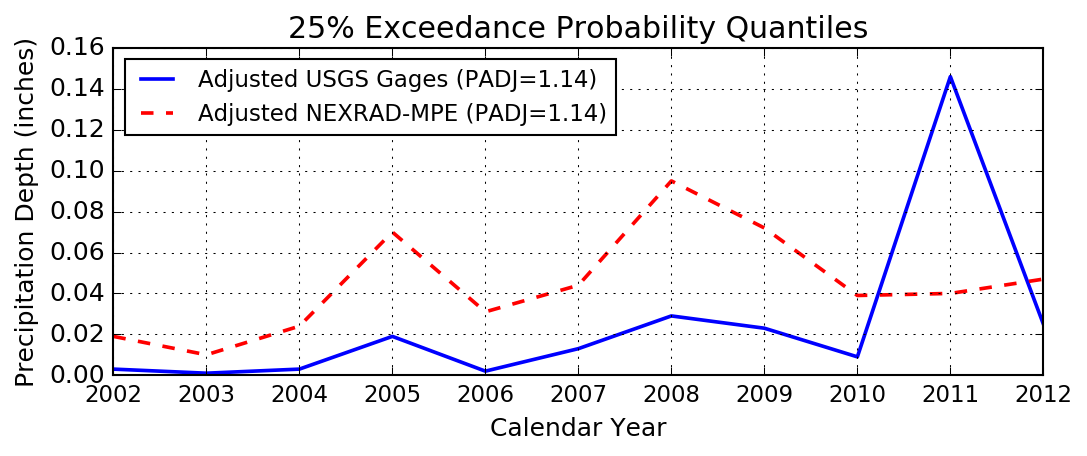 25% Exceedance Probability Quantiles
Precipitation Depth (inches)
0.16
0.14
0.12
0.10
0.08
0.06
0.04
0.02
0.00
Adjusted USGS Gages (PADJ=1.14)
Adjusted NEXRAD-MPE (PADJ=1.14)
2002 2003 2004 2005 2006 2007 2008 2009 2010 2011 2012
Calendar Year